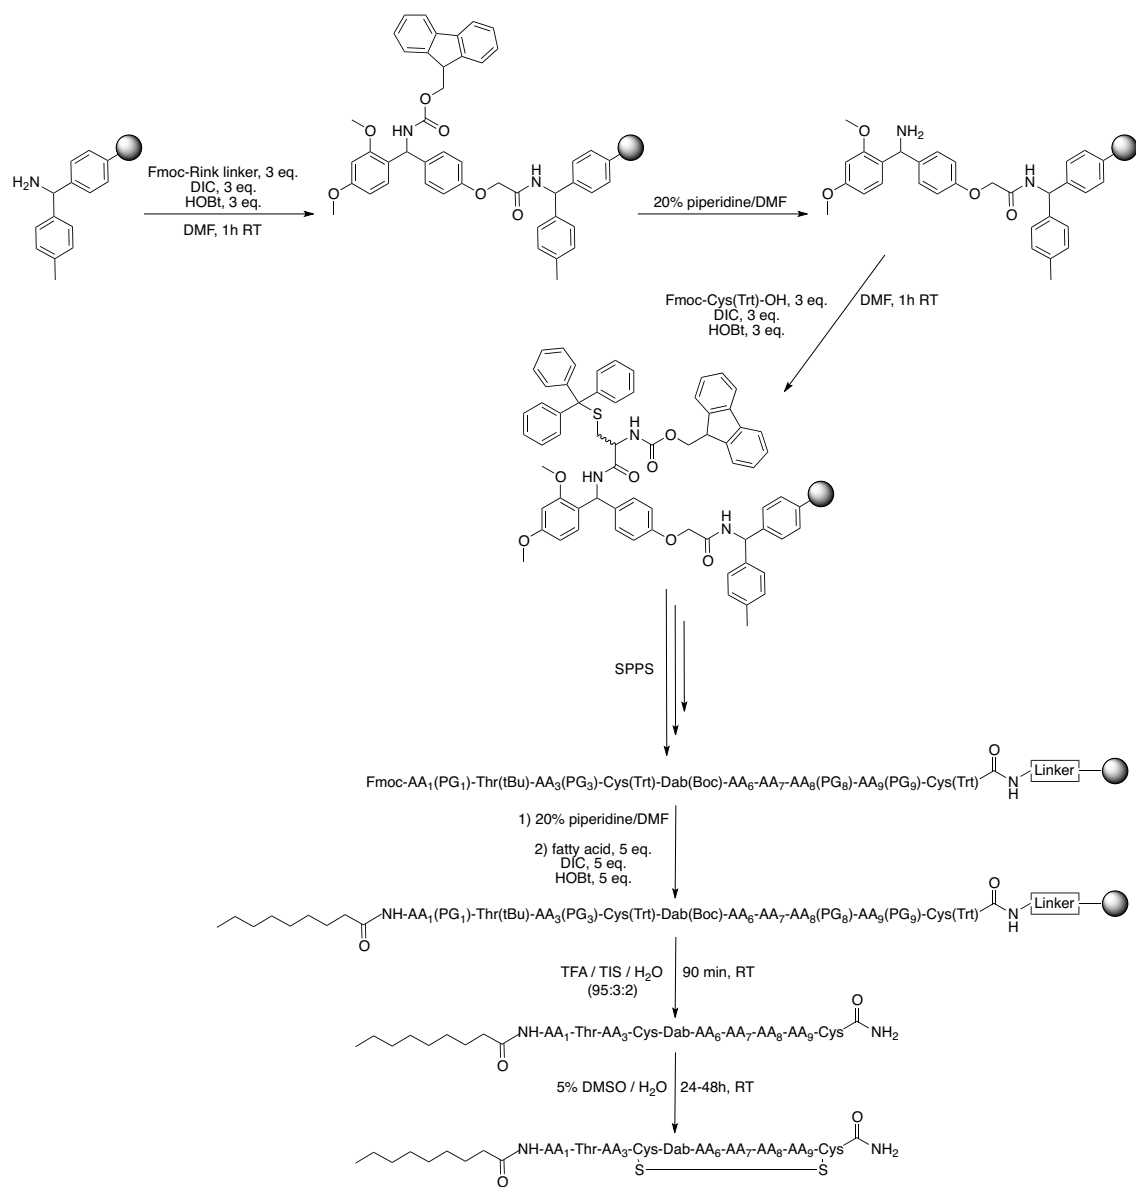 O
O
HN
O
O
O
H
N
O
H₂N
Fmoc-Rink linker, 3 eq.
DIC, 3 eq.
HOBt, 3 eq.
DMF, 1h RT
20% piperidine/DMF
O
NH₂
O
O
H
N
O
Fmoc-Cys(Trt)-OH, 3 eq.
DIC, 3 eq.
HOBt, 3 eq.
DMF, 1h RT
S
H
N
O
O
HN
O
O
O
O
H
N
O
SPPS
Fmoc-AA₁(PG₁)-Thr(tBu)-AA₃(PG₃)-Cys(Trt)-Dab(Boc)-AA₆-AA₇-AA₈(PG₈)-AA₉(PG₉)-Cys(Trt)
O
N
H
Linker
1) 20% piperidine/DMF
2) fatty acid, 5 eq.
DIC, 5 eq.
HOBt, 5 eq.
O
NH-AA₁(PG₁)-Thr(tBu)-AA₃(PG₃)-Cys(Trt)-Dab(Boc)-AA₆-AA₇-AA₈(PG₈)-AA₉(PG₉)-Cys(Trt)
O
N
H
Linker
TFA / TIS / H₂O
(95:3:2)
90 min, RT
O
NH-AA₁-Thr-AA₃-Cys-Dab-AA₆-AA₇-AA₈-AA₉-Cys
O
NH₂
5% DMSO / H₂O
24-48h, RT
O
NH-AA₁-Thr-AA₃-Cys-Dab-AA₆-AA₇-AA₈-AA₉-Cys
O
NH₂
S
S